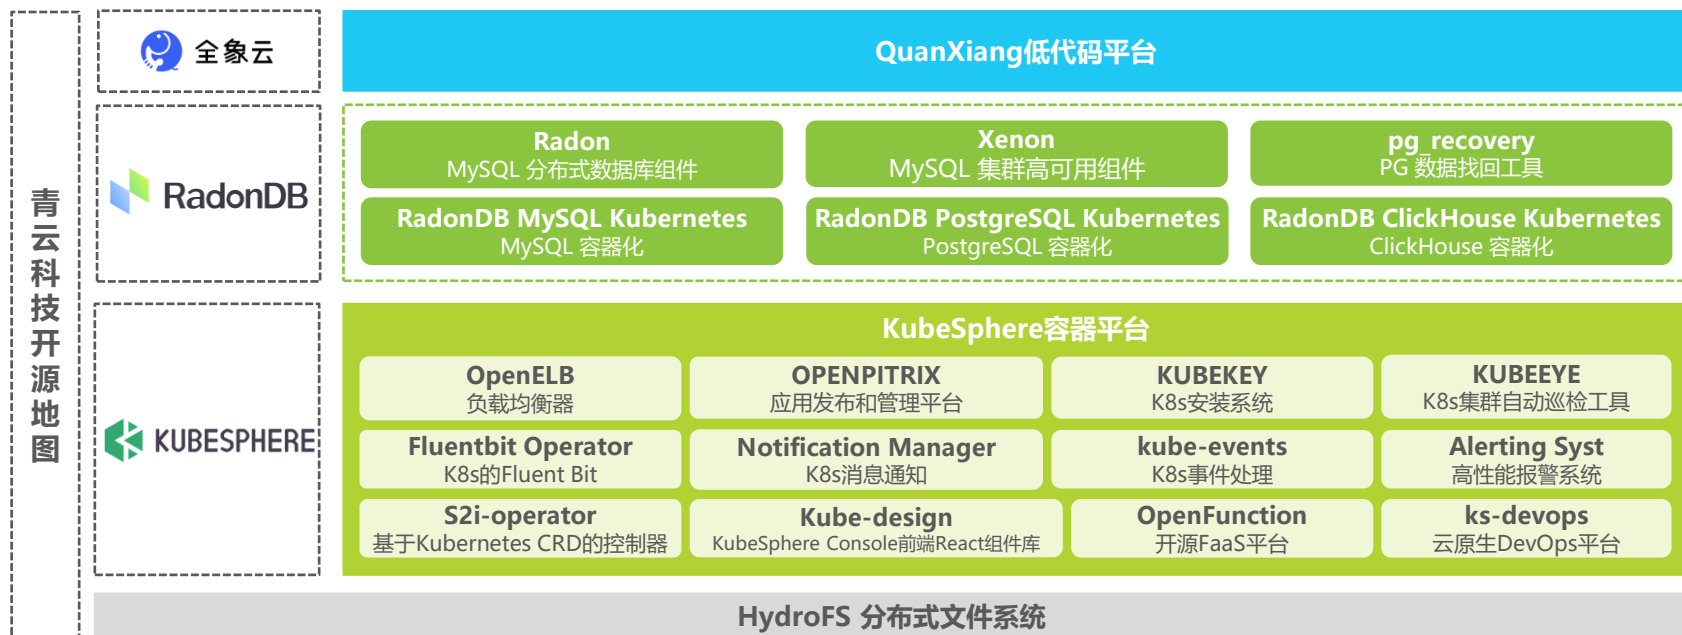 青云科技开源地图
全象云
QuanXiang低代码平台
RadonDB
Radon
MySQL 分布式数据库组件
Xenon
MySQL 集群高可用组件
pg_recovery
PG 数据找回工具
RadonDB MySQL Kubernetes
MySQL 容器化
RadonDB PostgreSQL Kubernetes
PostgreSQL 容器化
RadonDB ClickHouse Kubernetes
ClickHouse 容器化
KUBESPHERE
KubeSphere容器平台
OpenELB
负载均衡器
OPENPITRIX
应用发布和管理平台
KUBEKEY
K8s安装系统
KUBEEYE
K8s集群自动巡检工具
Fluentbit Operator
K8s的Fluent Bit
Notification Manager
K8s消息通知
kube-events
K8s事件处理
Alerting Syst
高性能报警系统
S2i-operator
基于Kubernetes CRD的控制器
Kube-design
KubeSphere Console前端React组件库
OpenFunction
开源FaaS平台
ks-devops
云原生DevOps平台
HydroFS 分布式文件系统